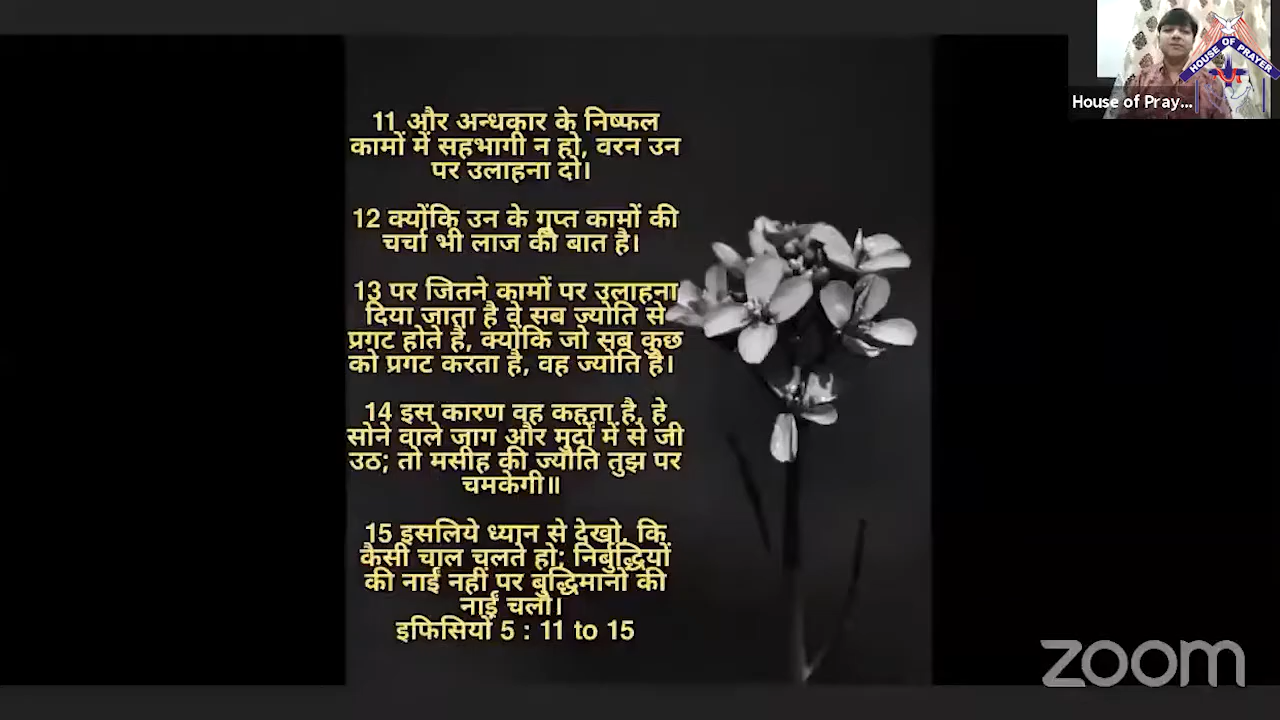 11 और अन्धकार के निष्फल
कामों में सहभागी न हो, वरन उन
पर उलाहना दो।
12 क्योंकि उन के गुप्त कामों की
चर्चा भी लाज की बात है।
13 पर जितने कामों पर उलाहना
दिया जाता है वे सब ज्योति से
प्रगट होते हैं, क्योंकि जो सब कुछ
को प्रगट करता है, वह ज्योति है।
14 इस कारण वह कहता है, हे
सोने वाले जाग और मुर्दों में से जी
उठ; तो मसीह की ज्योति तुझ पर
चमकेगी॥
15 इसलिये ध्यान से देखो, कि
कैसी चाल चलते हो; निर्बुद्धियों
की नाईं नहीं पर बुद्धिमानों की
नाईं चलो।
इफिसियों 5 : 11 to 15
HOUSE OF PRAYER
House of Pray...
zoom